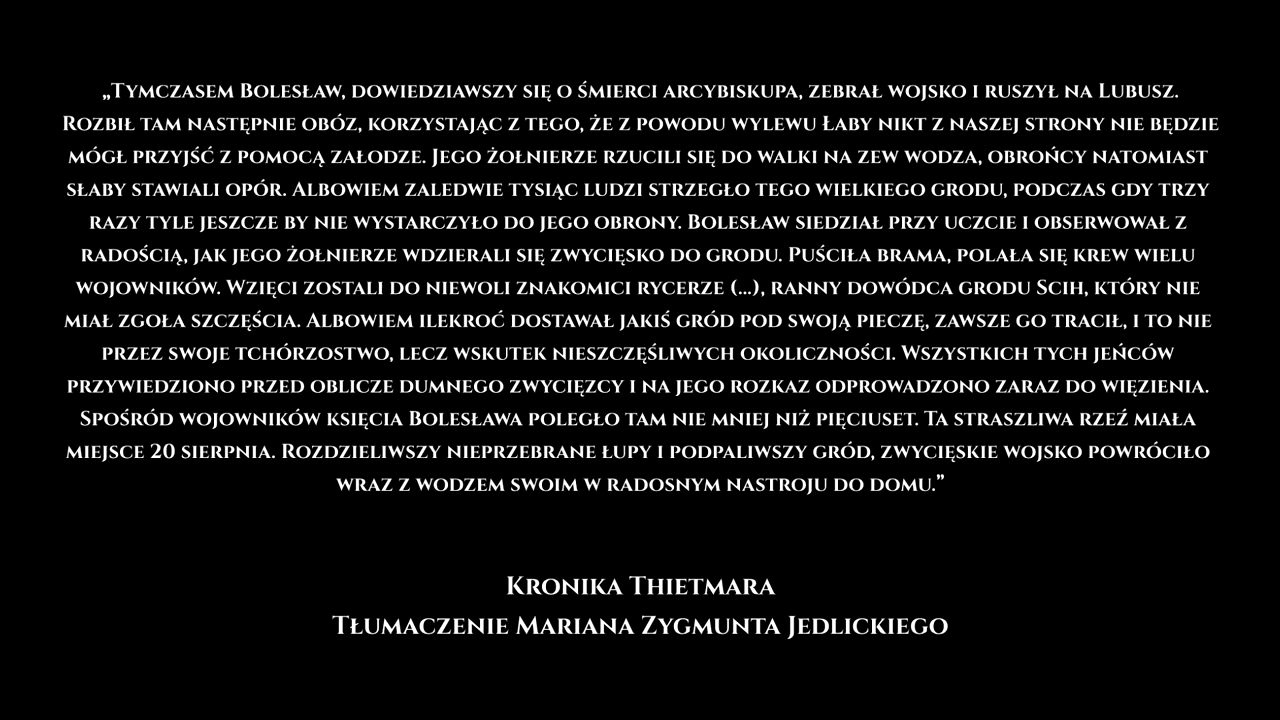 „Tymczasem Bolesław, dowiedziawszy się o śmierci arcybiskupa, zebrał wojsko i ruszył na Lubusz.
Rozbił tam następnie obóz, korzystając z tego, że z powodu wylewu Łaby nikt z naszej strony nie będzie
mógł przyjść z pomocą załodze. Jego żołnierze rzucili się do walki na zew wodza, obrońcy natomiast
słaby stawiali opór. Albowiem zaledwie tysiąc ludzi strzegło tego wielkiego grodu, podczas gdy trzy
razy tyle jeszcze by nie wystarczyło do jego obrony. Bolesław siedział przy uczcie i obserwował z
radością, jak jego żołnierze wdzierali się zwycięsko do grodu. Puściła brama, polała się krew wielu
wojowników. Wzięci zostali do niewoli znakomici rycerze (...), ranny dowódca grodu Scih, który nie
miał zgoła szczęścia. Albowiem ilekroć dostawał jakiś gród pod swoją pieczę, zawsze go tracił, i to nie
przez swoje tchórzostwo, lecz wskutek nieszczęśliwych okoliczności. Wszystkich tych jeńców
przywiedziono przed oblicze dumnego zwycięzcy i na jego rozkaz odprowadzono zaraz do więzienia.
Spośród wojowników księcia Bolesława poległo tam nie mniej niż pięciuset. Ta straszliwa rzeź miała
miejsce 20 sierpnia. Rozdzieliwszy nieprzebrane łupy i podpaliwszy gród, zwycięskie wojsko powróciło
wraz z wodzem swoim w radosnym nastroju do domu.”
Kronika Thietmara
Tłumaczenie Mariana Zygmunta Jedlickiego